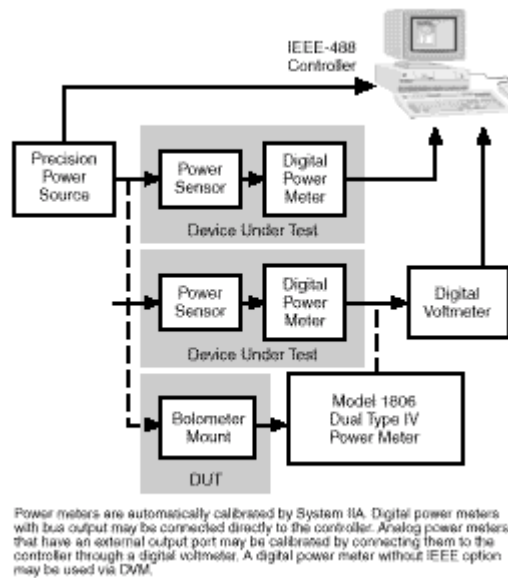 IEEE-488
Controller
Precision
Power
Source
Power
Sensor
Digital
Power
Meter
Device Under Test
Power
Sensor
Digital
Power
Meter
Device Under Test
Digital
Voltmeter
Bolometer
Mount
DUT
Model 1806
Dual Type IV
Power Meter
Power meters are automatically calibrated by System IIA. Digital power meters
with bus output may be connected directly to the controller. Analog power meters
that have an external output port may be calibrated by connecting them to the
controller through a digital voltmeter. A digital power meter without IEEE option
may be used via DVM.